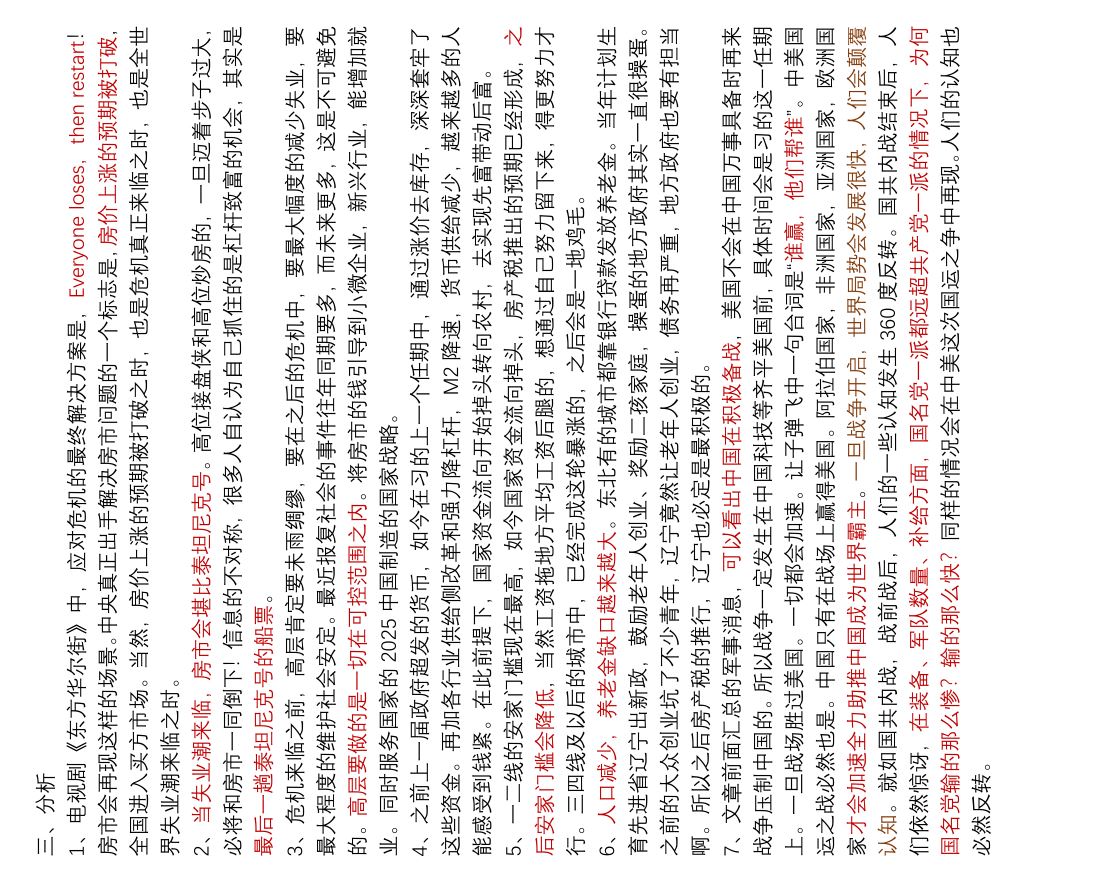 三、分析
1、电视剧《东方华尔街》中，应对危机的最终解决方案是，Everyone loses，then restart！
房市会再现这样的场景。中央真正出手解决房市问题的一个标志是，房价上涨的预期被打破，
全国进入买方市场。当然，房价上涨的预期被打破之时，也是危机真正来临之时，也是全世
界失业潮来临之时。
2、当失业潮来临，房市会堪比泰坦尼克号。高位接盘侠和高位炒房的，一旦迈着步子过大，
必将和房市一同倒下！信息的不对称，很多人自认为自己抓住的是杠杆致富的机会，其实是
最后一趟泰坦尼克号的船票。
3、危机来临之前，高层肯定要未雨绸缪，要在之后的危机中，要最大幅度的减少失业，要
最大程度的维护社会安定。最近报复社会的事件往年同期要多，而未来更多，这是不可避免
的。高层要做的是一切在可控范围之内。将房市的钱引导到小微企业，新兴行业，能增加就
业。同时服务国家的 2025 中国制造的国家战略。
4、之前上一届政府超发的货币，如今在习的上一个任期中，通过涨价去库存，深深套牢了
这些资金。再加各行业供给侧改革和强力降杠杆，M2 降速，货币供给减少，越来越多的人
能感受到钱紧。在此前提下，国家资金流向开始掉头转向农村，去实现先富带动后富。
5、一二线的安家门槛现在最高，如今国家资金流向掉头，房产税推出的预期已经形成，之
后安家门槛会降低，当然工资拖地方平均工资后腿的，想通过自己努力留下来，得更努力才
行。三四线及以后的城市中，已经完成这轮暴涨的，之后会是一地鸡毛。
6、人口减少，养老金缺口越来越大。东北有的城市都靠银行贷款发放养老金。当年计划生
育先进省辽宁出新政，鼓励老年人创业、奖励二孩家庭，操蛋的地方政府其实一直很操蛋。
之前的大众创业坑了不少青年，辽宁竟然让老年人创业，债务再严重，地方政府也要有担当
啊。所以之后房产税的推行，辽宁也必定是最积极的。
7、文章前面汇总的军事消息，可以看出中国在积极备战，美国不会在中国万事具备时再来
战争压制中国的。所以战争一定发生在中国科技等齐平美国前，具体时间会是习的这一任期
上。一旦战场胜过美国。一切都会加速。让子弹飞中一句台词是“谁赢，他们帮谁”。中美国
运之战必然也是。中国只有在战场上赢得美国。阿拉伯国家，非洲国家，亚洲国家，欧洲国
家才会加速全力助推中国成为世界霸主。一旦战争开启，世界局势会发展很快，人们会颠覆
认知。就如国共内战，战前战后，人们的一些认知发生 360 度反转。国共内战结束后，人
们依然惊讶，在装备、军队数量、补给方面，国名党一派都远超共产党一派的情况下，为何
国名党输的那么惨？输的那么快？同样的情况会在中美这次国运之争中再现。人们的认知也
必然反转。